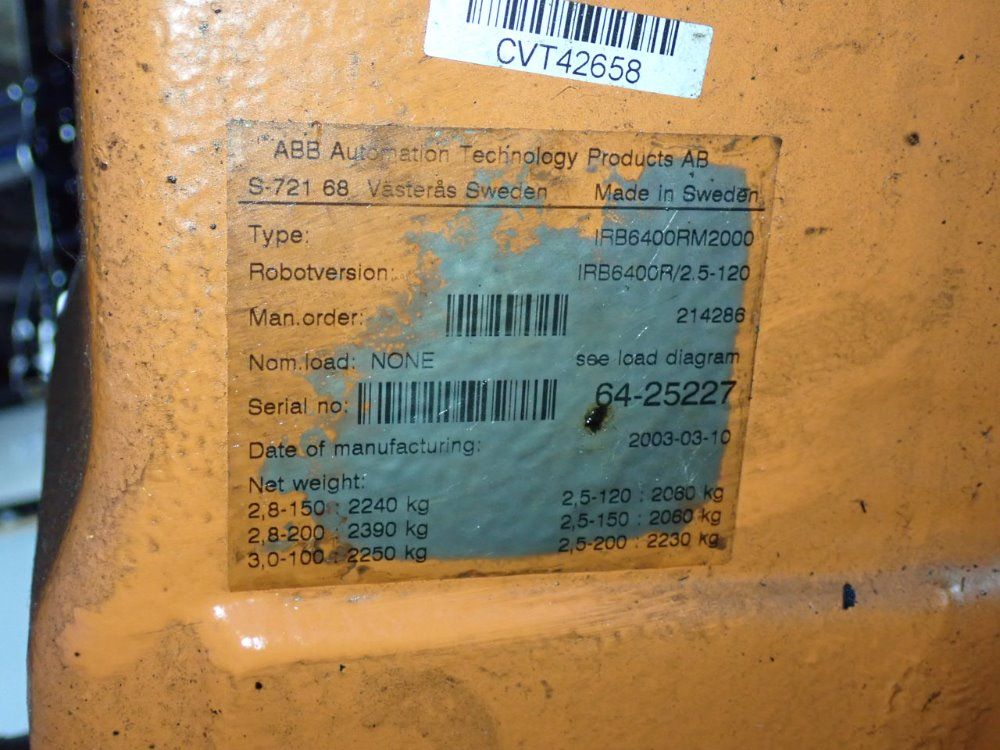 CVT42658
ABB Automation Technology Products AB
S-721 68 Västerås Sweden Made in Sweden
Type: IRB6400RM2000
Robotversion: IRB6400R/2.5-120
Man.order: 214286
Nom.load: NONE see load diagram
Serial no: 64-25227
Date of manufacturing: 2003-03-10
Net weight:
2,8-150 : 2240 kg 2,5-120 : 2060 kg
2,8-200 : 2390 kg 2,5-150 : 2060 kg
3,0-100 : 2250 kg 2,5-200 : 2230 kg